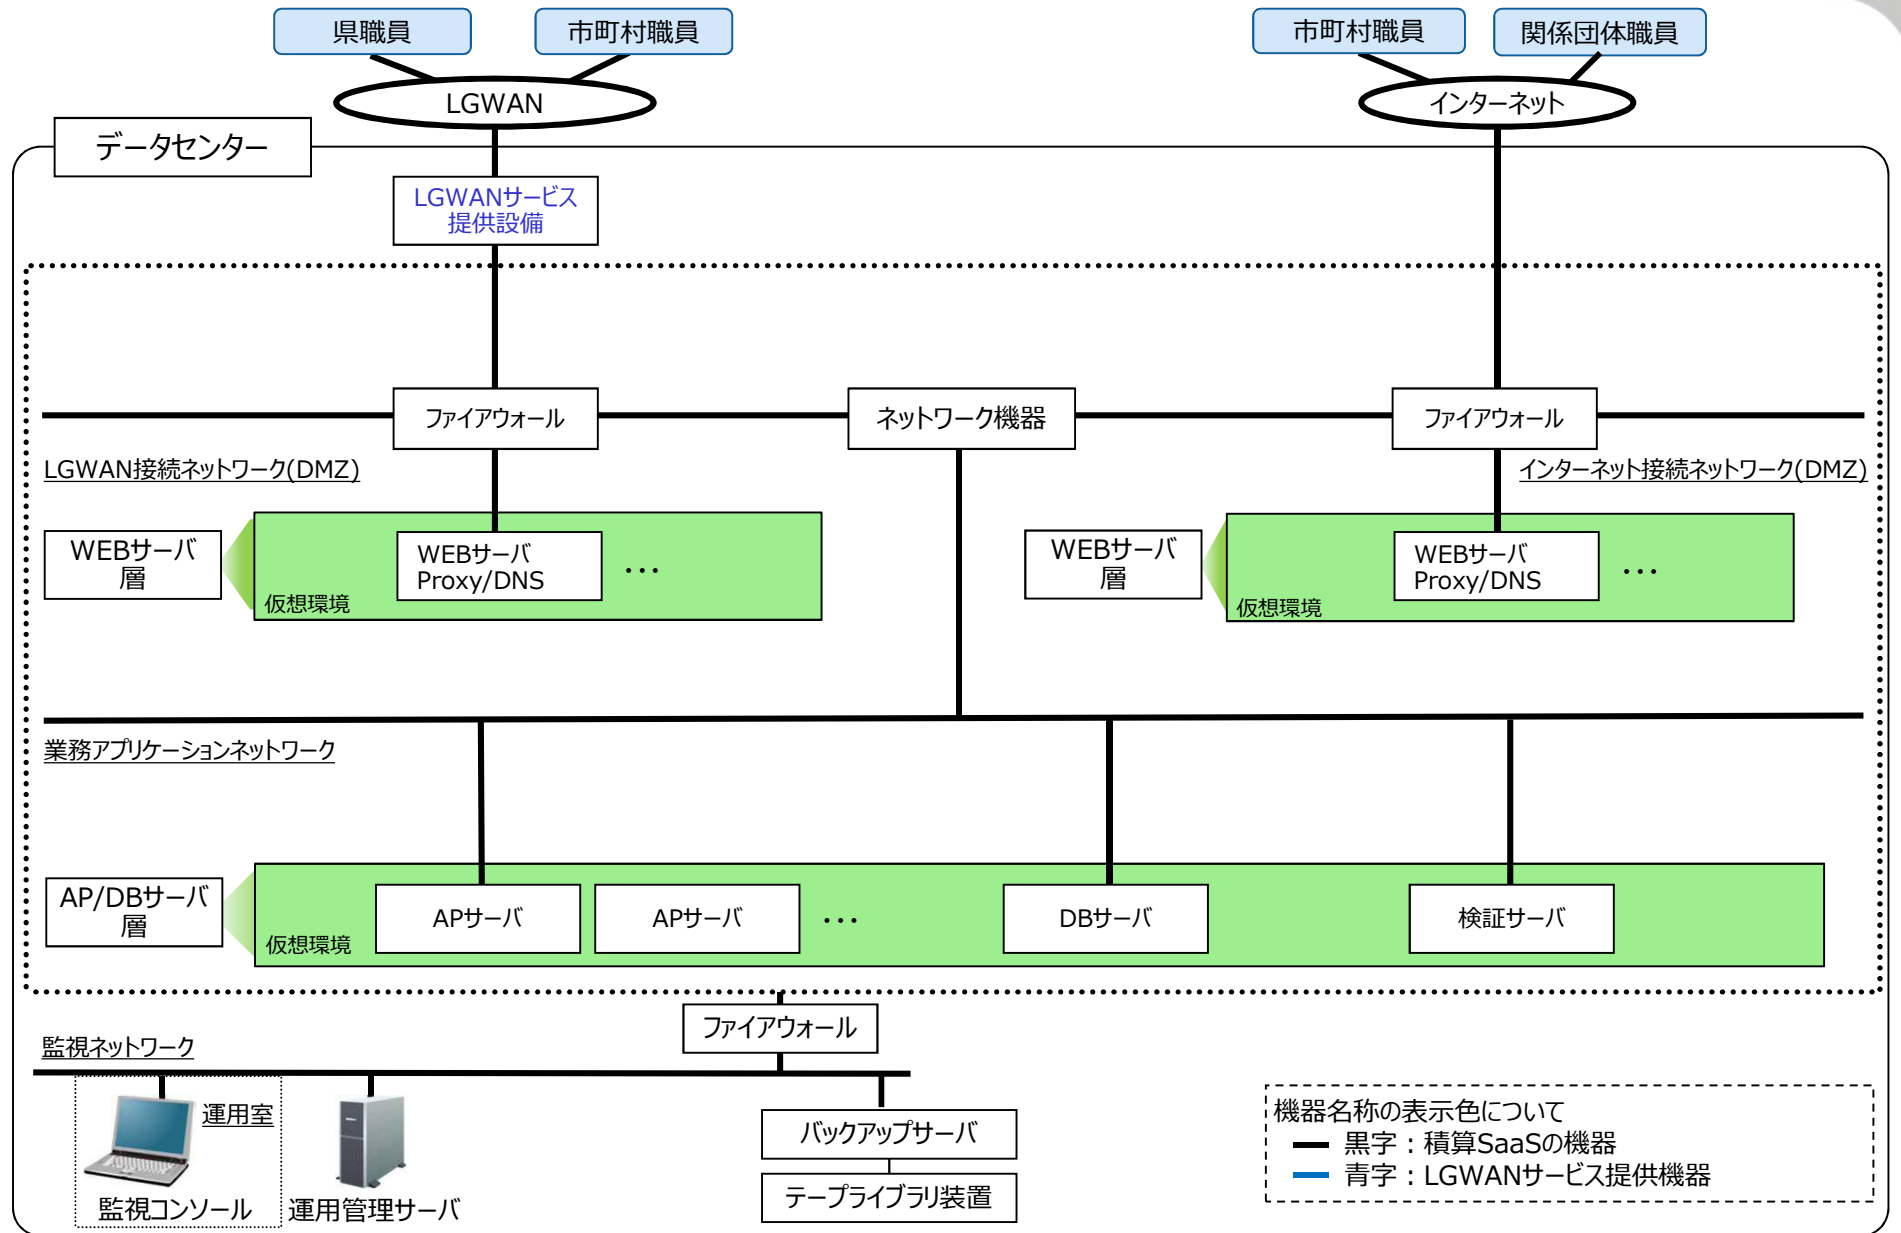 県職員
市町村職員
市町村職員
関係団体職員
LGWAN
インターネット
データセンター
LGWANサービス
提供設備
ファイアウォール
ネットワーク機器
ファイアウォール
LGWAN接続ネットワーク(DMZ)
インターネット接続ネットワーク(DMZ)
WEBサーバ
層
WEBサーバ
Proxy/DNS
...
仮想環境
WEBサーバ
層
WEBサーバ
Proxy/DNS
...
仮想環境
業務アプリケーションネットワーク
AP/DBサーバ
層
APサーバ
APサーバ
...
DBサーバ
検証サーバ
仮想環境
ファイアウォール
監視ネットワーク
運用室
監視コンソール
運用管理サーバ
バックアップサーバ
テープライブラリ装置
機器名称の表示色について
黒字：積算SaaSの機器
青字：LGWANサービス提供機器